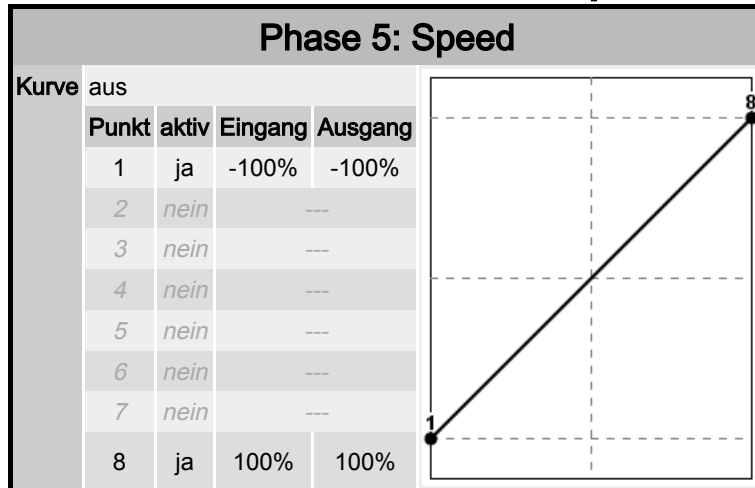 Phase 5: Speed
Kurve aus
Punkt aktiv Eingang Ausgang
1 ja -100% -100%
2 nein ---
3 nein ---
4 nein ---
5 nein ---
6 nein ---
7 nein ---
8 ja 100% 100%
8
1